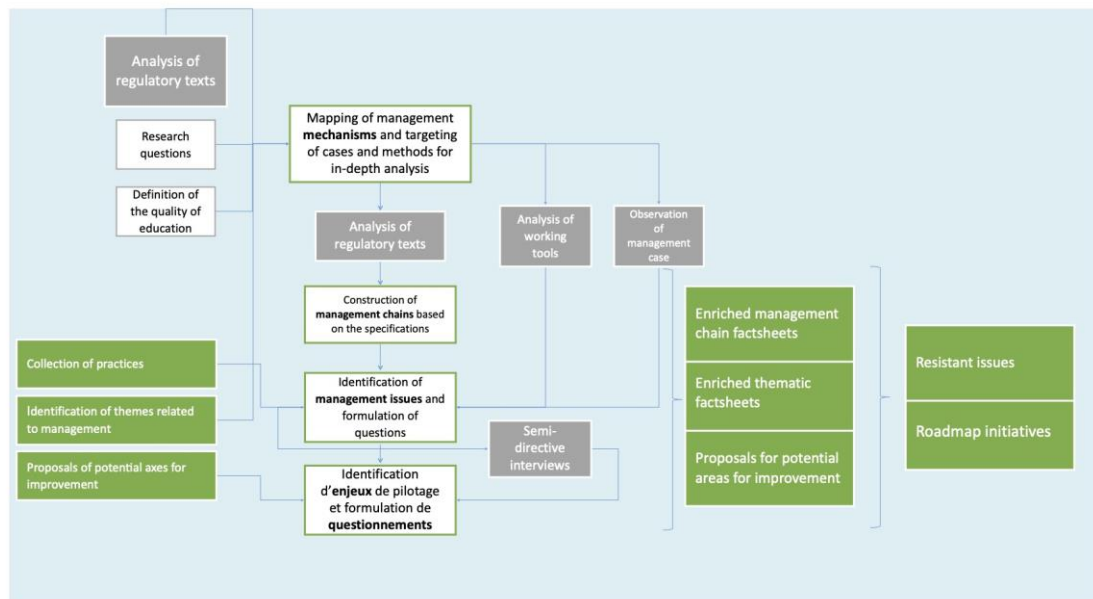 Analysis of
regulatory texts
Research
questions
Definition of
the quality of
education
Mapping of management
mechanisms and targeting
of cases and methods for
in-depth analysis
Analysis of
regulatory texts
Analysis of
working
tools
Observation
of
management
case
Construction of
management chains based
on the specifications
Collection of practices
Identification of themes related
to management
Proposals of potential axes for
improvement
Identification of
management issues and
formulation of
questions
Semi-
directive
interviews
Identification
d'enjeux de pilotage
et formulation de
questionnements
Enriched management
chain factsheets
Enriched thematic
factsheets
Proposals for potential
areas for improvement
Resistant issues
Roadmap initiatives